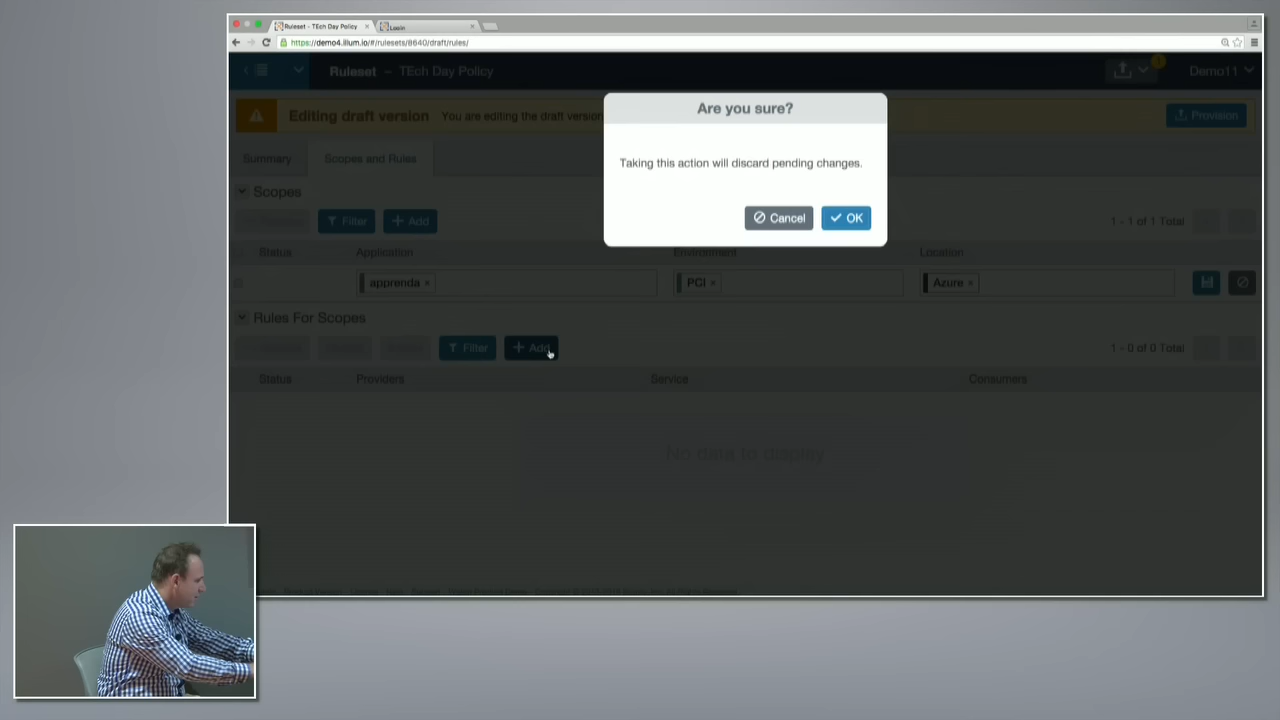 Ruleset - TEch Day Policy
Login
https://demo4.illum.io/#/rulesets/8640/draft/rules/
Ruleset – TEch Day Policy
1
Demo11
Editing draft version You are editing the draft version
Provision
Are you sure?
Taking this action will discard pending changes.
Cancel
OK
Summary
Scopes and Rules
Scopes
Filter
+ Add
1 - 1 of 1 Total
Status
Application
Environment
Location
apprenda ×
PCI ×
Azure ×
Rules For Scopes
Filter
+ Add
1 - 0 of 0 Total
Status
Providers
Service
Consumers
No data to display